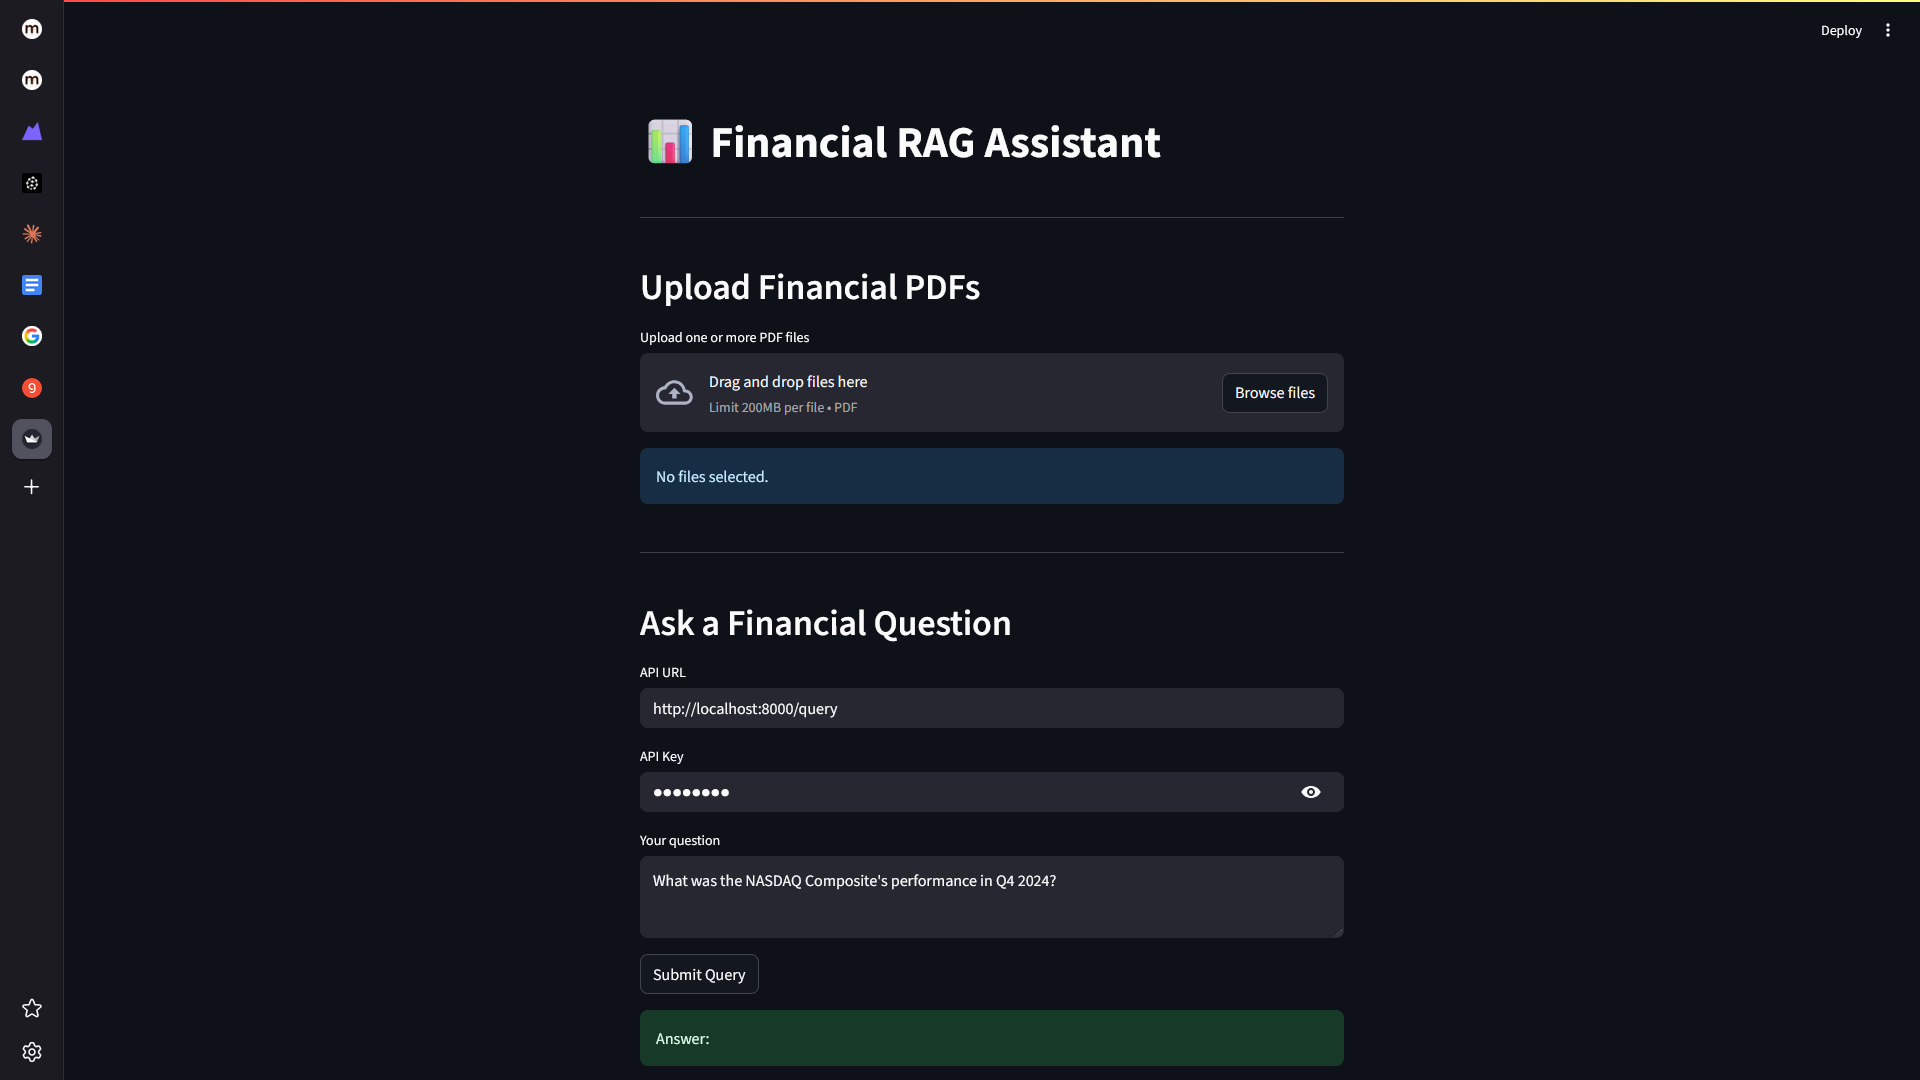 m
m
9
Deploy
Financial RAG Assistant
Upload Financial PDFs
Upload one or more PDF files
Drag and drop files here
Limit 200MB per file • PDF
Browse files
No files selected.
Ask a Financial Question
API URL
http://localhost:8000/query
API Key
••••••••
Your question
What was the NASDAQ Composite's performance in Q4 2024?
Submit Query
Answer: